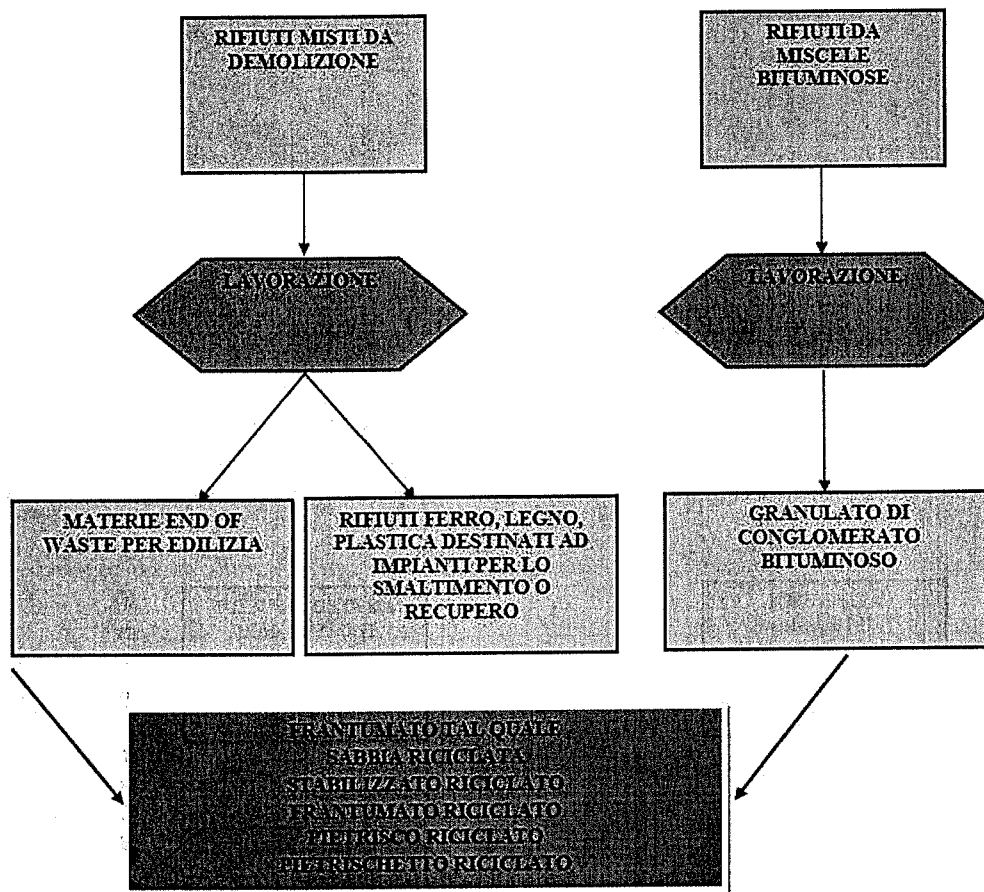 RIFIUTI MISTI DA
DEMOLIZIONE
RIFIUTI DA
MISCELE
BITUMINOSE
LAVORAZIONE
LAVORAZIONE
MATERIE END OF
WASTE PER EDILIZIA
RIFIUTI FERRO, LEGNO,
PLASTICA DESTINATI AD
IMPIANTI PER LO
SMALTIMENTO O
RECUPERO
GRANULATO DI
CONGLOMERATO
BITUMINOSO
FRANTUMATO TAL QUALE
SABBIA RICICLATA
STABILIZZATO RICICLATO
FRANTUMATO RICICLATO
PIETRISCO RICICLATO
PIETRISCHETTO RICICLATO